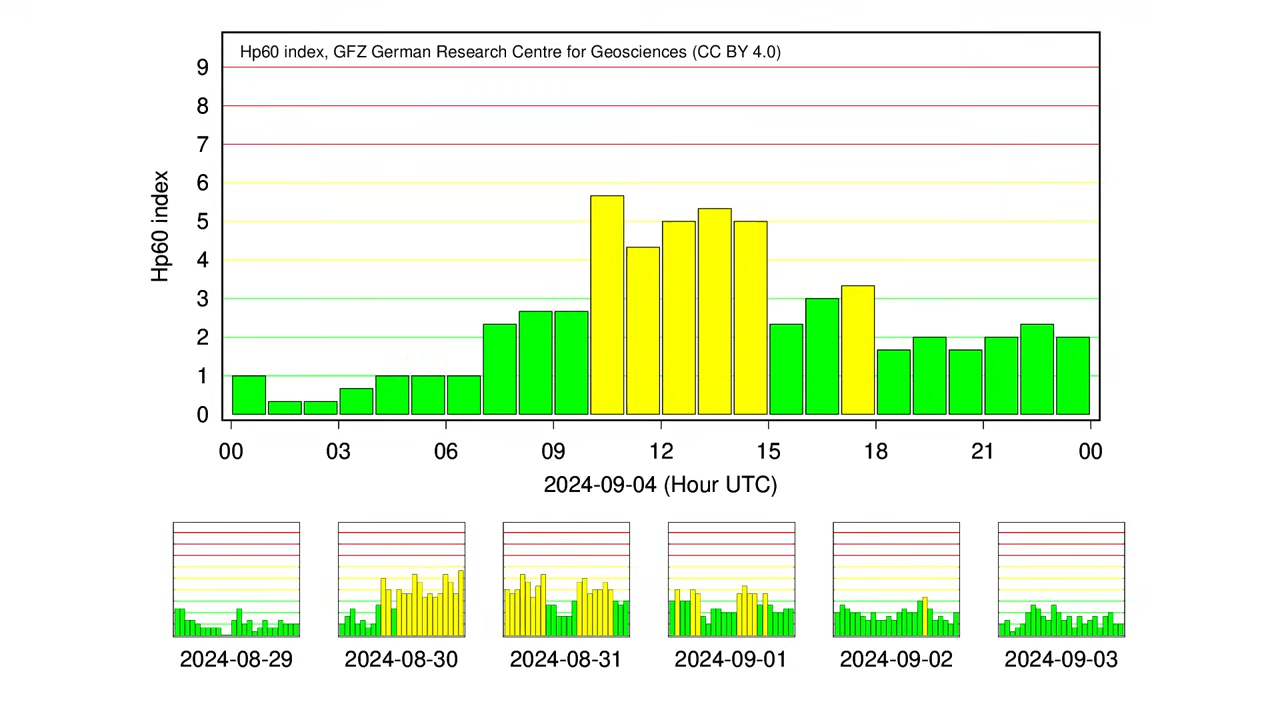 Hp60 index, GFZ German Research Centre for Geosciences (CC BY 4.0)
9
8
7
6
5
4
3
2
1
0
Hp60 index
00 03 06 09 12 15 18 21 00
2024-09-04 (Hour UTC)
2024-08-29 2024-08-30 2024-08-31 2024-09-01 2024-09-02 2024-09-03